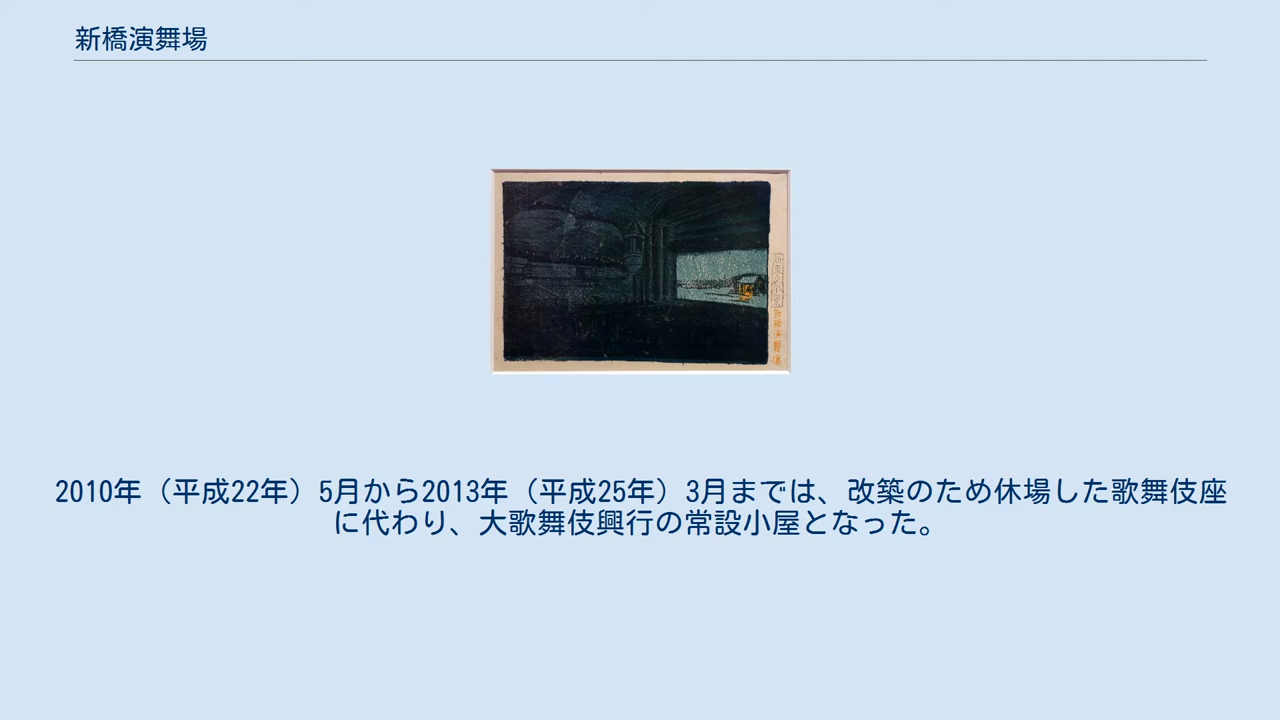 新橋演舞場
2010年（平成22年）5月から2013年（平成25年）3月までは、改築のため休場した歌舞伎座
に代わり、大歌舞伎興行の常設小屋となった。